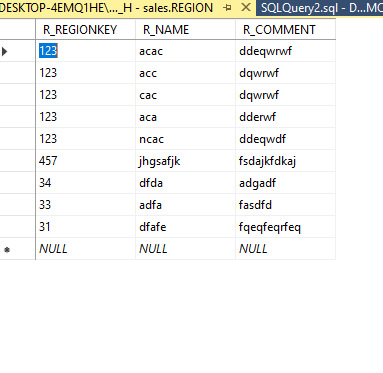 DESKTOP-4EMQ1HE\..._H - sales.REGION SQLQuery2.sql - D...MO
R_REGIONKEY R_NAME R_COMMENT
123 acac ddeqwrwf
123 acc dqwrwf
123 cac dqwrwf
123 aca dderwf
123 ncac ddeqwdf
457 jhgsafjk fsdajkfdkaj
34 dfda adgadf
33 adfa fasdfd
31 dfafe fqeqfeqrfeq
NULL NULL NULL